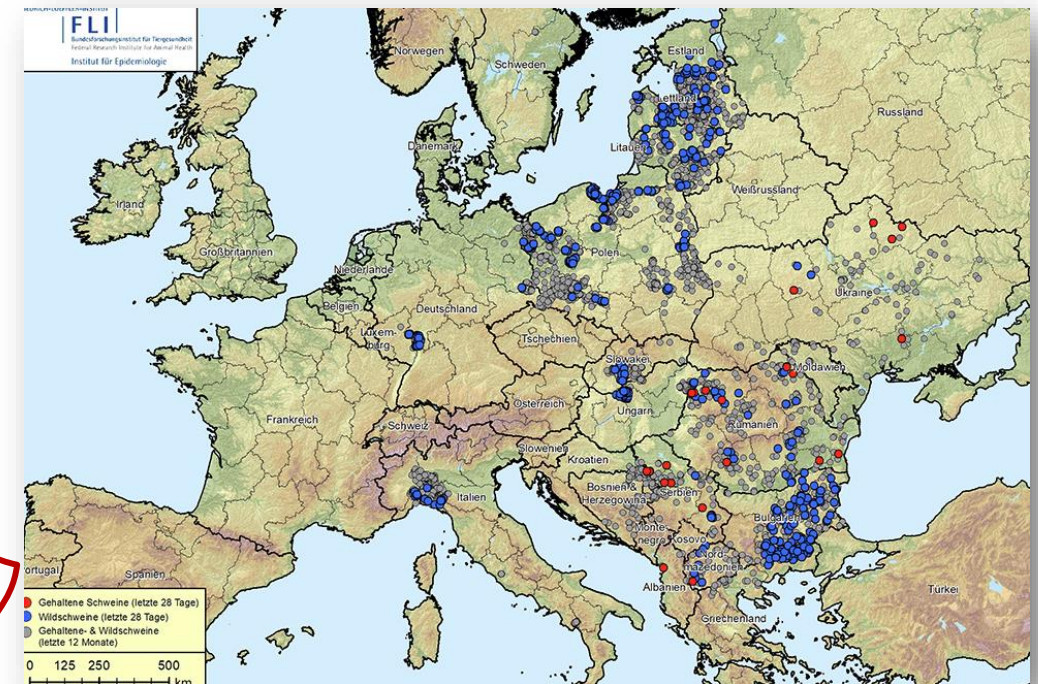 FLI
Bundesforschungsinstitut für Tiergesundheit
Federal Research Institute for Animal Health
Institut für Epidemiologie
Norwegen
Schweden
Estland
Lettland
Russland
Dänemark
Litauen
Weißrussland
Irland
Großbritannien
Niederlande
Polen
Belgien
Deutschland
Ukraine
Luxem-
burg
Tschechien
Slowakei
Moldawien
Österreich
Ungarn
Frankreich
Schweiz
Rumänien
Slowenien
Kroatien
Italien
Bosnien &
Herzegowina
Serbien
Monte-
negro
Kosovo
Bulgarien
Nord-
mazedonien
Albanien
Portugal
Spanien
Türkei
Griechenland
Gehaltene Schweine (letzte 28 Tage)
Wildschweine (letzte 28 Tage)
Gehaltene- & Wildschweine
(letzte 12 Monate)
0 125 250 500
km